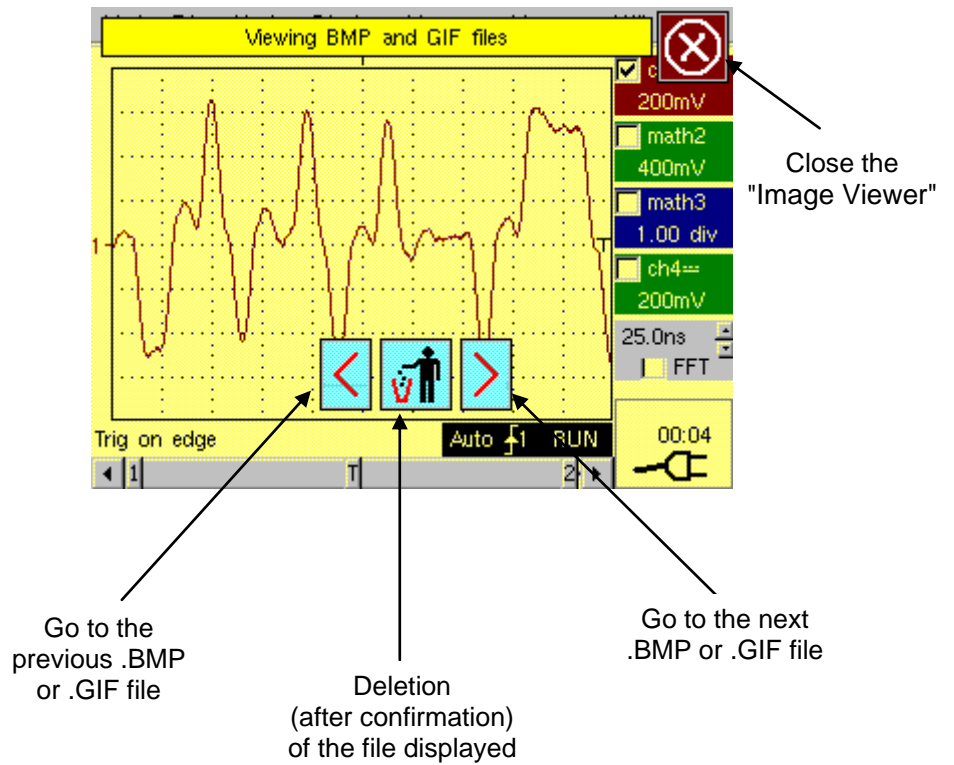 Viewing BMP and GIF files
200mV
math2
400mV
math3
1.00 div
ch4
200mV
25.0ns
FFT
1
T
Trig on edge
Auto 1 RUN
00:04
1
T
2
Close the
"Image Viewer"
Go to the
previous .BMP
or .GIF file
Deletion
(after confirmation)
of the file displayed
Go to the next
.BMP or .GIF file